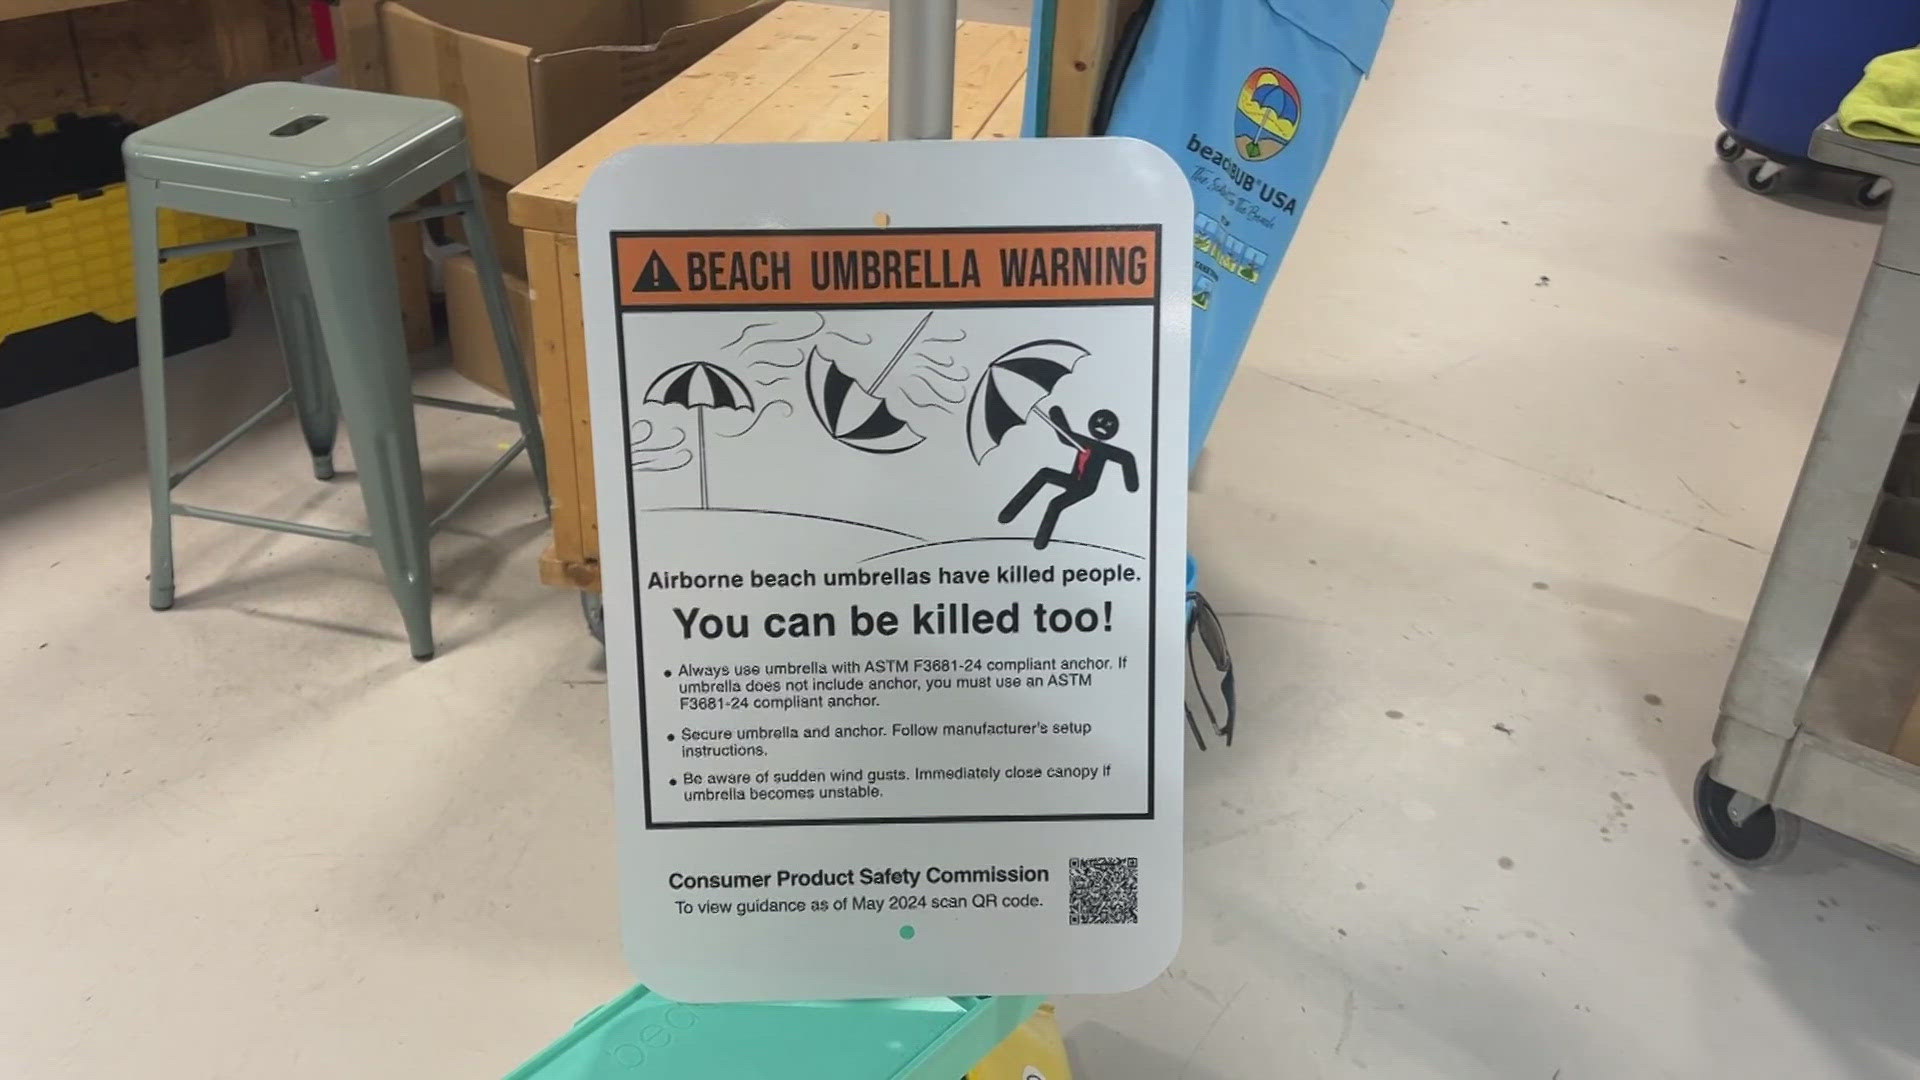 BEACH UMBRELLA WARNING
Airborne beach umbrellas have killed people.
You can be killed too!
• Always use umbrella with ASTM F3681-24 compliant anchor. If
umbrella does not include anchor, you must use an ASTM
F3681-24 compliant anchor.
• Secure umbrella and anchor. Follow manufacturer's setup
instructions.
• Be aware of sudden wind gusts. Immediately close canopy if
umbrella becomes unstable.
Consumer Product Safety Commission
To view guidance as of May 2024 scan QR code.
beachBUB® USA